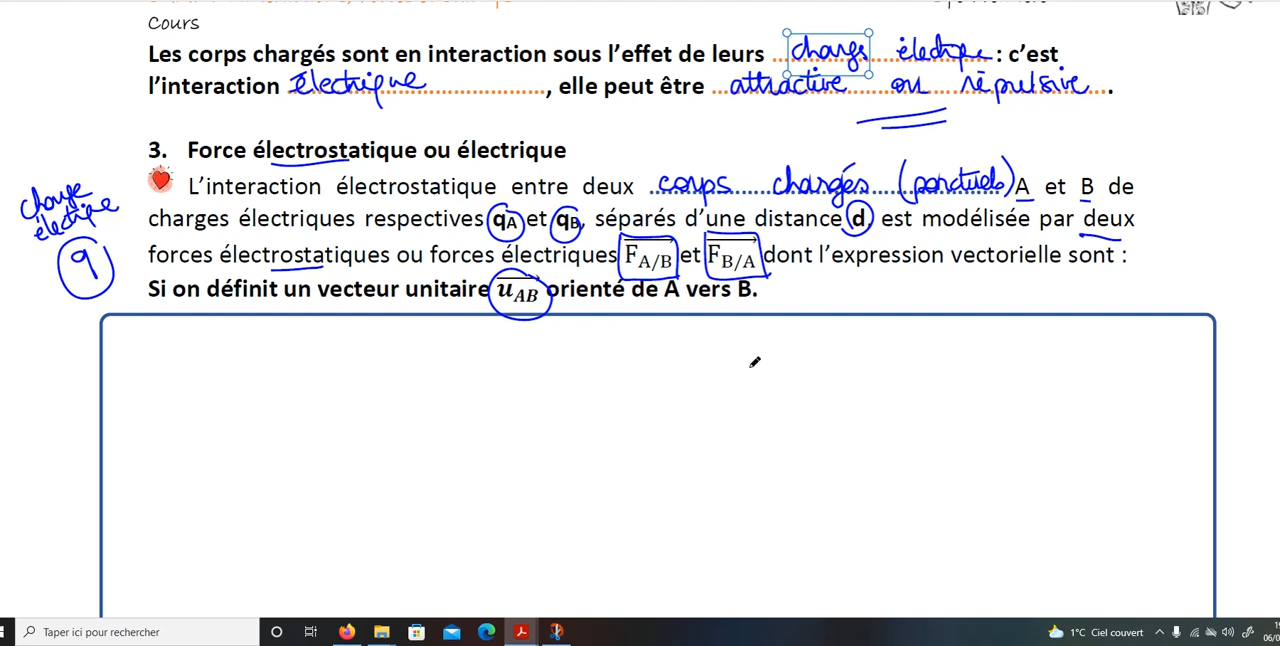 Cours
Les corps chargés sont en interaction sous l'effet de leurs ...charge...électrique... : c'est
l'interaction électrique......................, elle peut être ...attractive......ou......répulsive....
3. Force électrostatique ou électrique
L'interaction électrostatique entre deux ...corps......chargés......(ponctuels) A et B de
charge
électrique
q
charges électriques respectives qA et qB, séparés d'une distance d est modélisée par deux
forces électrostatiques ou forces électriques F A/B et F B/A dont l'expression vectorielle sont :
Si on définit un vecteur unitaire u AB orienté de A vers B.
Taper ici pour rechercher
1°C Ciel couvert